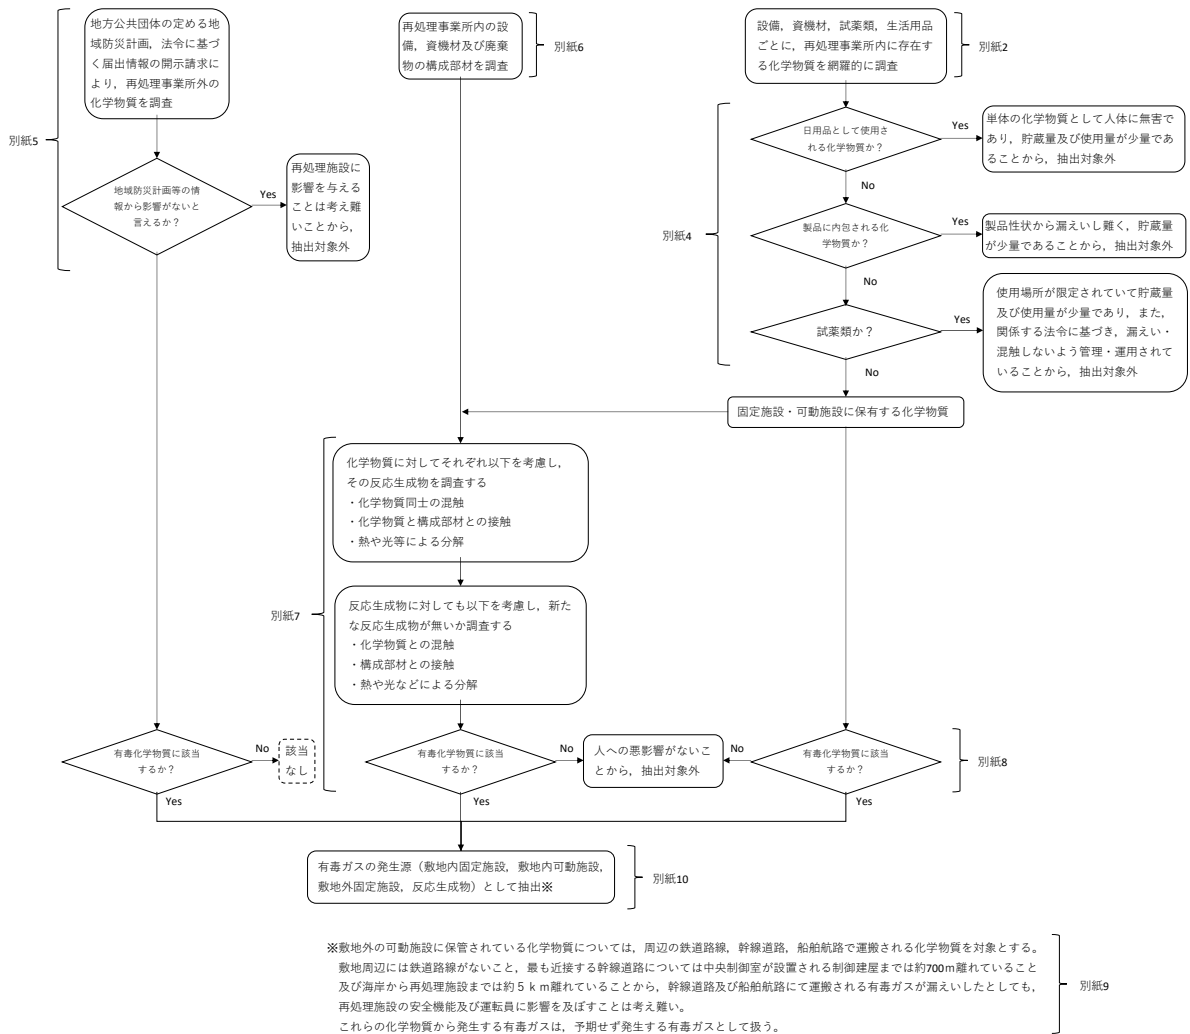 地方公共団体の定める地
域防災計画，法令に基づ
く届出情報の開示請求に
より，再処理事業所外の
化学物質を調査
別紙5
地域防災計画等の情
報から影響がないと
言えるか？
Yes
再処理施設に
影響を与える
ことは考え難
いことから，
抽出対象外
再処理事業所内の設
備，資機材及び廃棄
物の構成部材を調査
別紙6
設備，資機材，試薬類，生活用品
ごとに，再処理事業所内に存在す
る化学物質を網羅的に調査
別紙2
日用品として使用さ
れる化学物質か？
Yes
単体の化学物質として人体に無害で
あり，貯蔵量及び使用量が少量であ
ることから，抽出対象外
No
別紙4
製品に内包される化
学物質か？
Yes
製品性状から漏えいし難く，貯蔵量
が少量であることから，抽出対象外
No
試薬類か？
Yes
使用場所が限定されていて貯蔵量
及び使用量が少量であり，また，
関係する法令に基づき，漏えい・
混触しないよう管理・運用されて
いることから，抽出対象外
No
固定施設・可動施設に保有する化学物質
化学物質に対してそれぞれ以下を考慮し，
その反応生成物を調査する
・化学物質同士の混触
・化学物質と構成部材との接触
・熱や光等による分解
別紙7
反応生成物に対しても以下を考慮し，新た
な反応生成物が無いか調査する
・化学物質との混触
・構成部材との接触
・熱や光などによる分解
有毒化学物質に該当
するか？
No
該当
なし
Yes
有毒化学物質に該当
するか？
No
人への悪影響がないこ
とから，抽出対象外
Yes
No
有毒化学物質に該当
するか？
別紙8
Yes
有毒ガスの発生源（敷地内固定施設，敷地内可動施設，
敷地外固定施設，反応生成物）として抽出※
別紙10
※敷地外の可動施設に保管されている化学物質については，周辺の鉄道路線，幹線道路，船舶航路で運搬される化学物質を対象とする。
敷地周辺には鉄道路線がないこと，最も近接する幹線道路については中央制御室が設置される制御建屋までは約700ｍ離れていること
及び海岸から再処理施設までは約５ｋｍ離れていることから，幹線道路及び船舶航路にて運搬される有毒ガスが漏えいしたとしても，
再処理施設の安全機能及び運転員に影響を及ぼすことは考え難い。
これらの化学物質から発生する有毒ガスは，予期せず発生する有毒ガスとして扱う。
別紙9